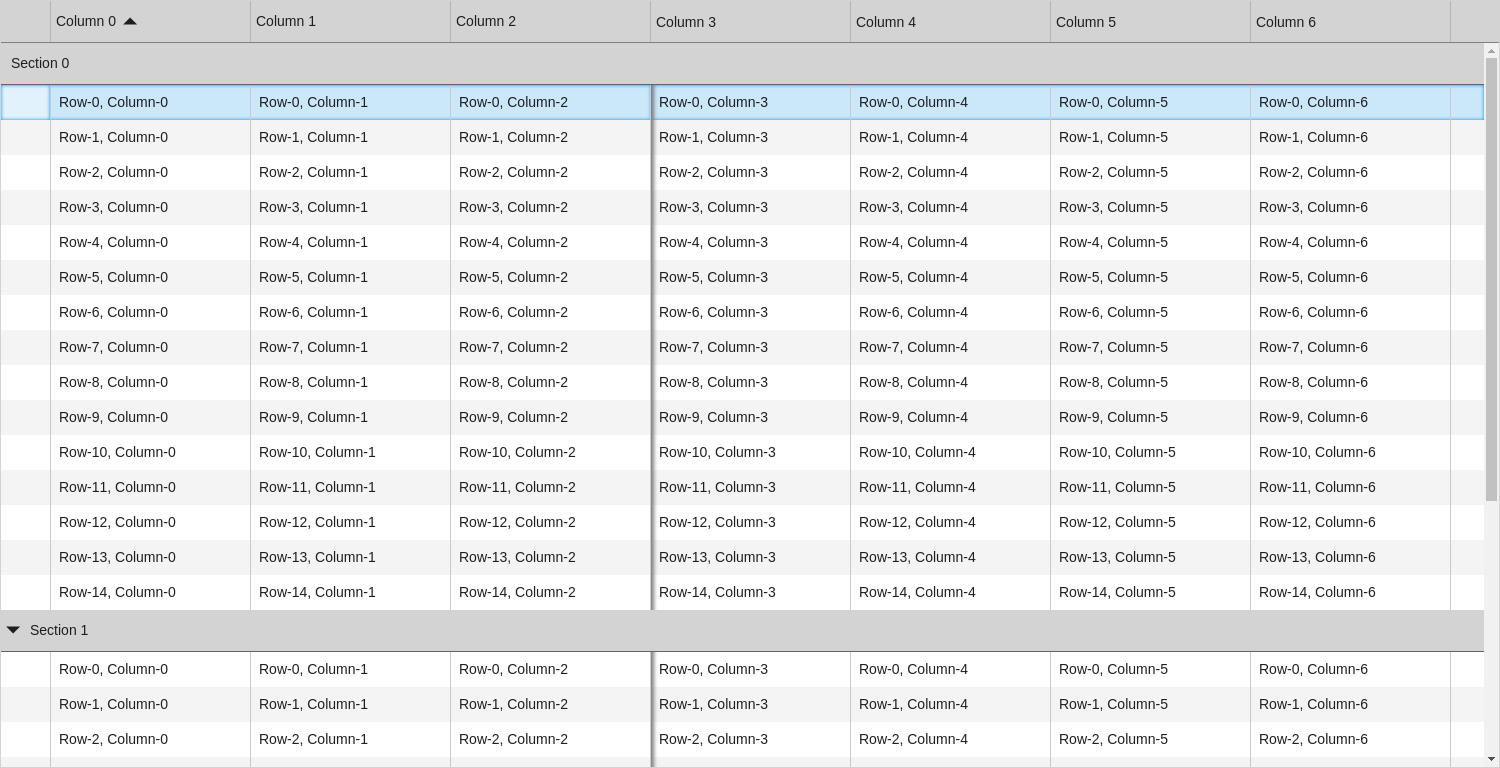 Column 0 Column 1 Column 2 Column 3 Column 4 Column 5 Column 6
Section 0
Row-0, Column-0 Row-0, Column-1 Row-0, Column-2 Row-0, Column-3 Row-0, Column-4 Row-0, Column-5 Row-0, Column-6
Row-1, Column-0 Row-1, Column-1 Row-1, Column-2 Row-1, Column-3 Row-1, Column-4 Row-1, Column-5 Row-1, Column-6
Row-2, Column-0 Row-2, Column-1 Row-2, Column-2 Row-2, Column-3 Row-2, Column-4 Row-2, Column-5 Row-2, Column-6
Row-3, Column-0 Row-3, Column-1 Row-3, Column-2 Row-3, Column-3 Row-3, Column-4 Row-3, Column-5 Row-3, Column-6
Row-4, Column-0 Row-4, Column-1 Row-4, Column-2 Row-4, Column-3 Row-4, Column-4 Row-4, Column-5 Row-4, Column-6
Row-5, Column-0 Row-5, Column-1 Row-5, Column-2 Row-5, Column-3 Row-5, Column-4 Row-5, Column-5 Row-5, Column-6
Row-6, Column-0 Row-6, Column-1 Row-6, Column-2 Row-6, Column-3 Row-6, Column-4 Row-6, Column-5 Row-6, Column-6
Row-7, Column-0 Row-7, Column-1 Row-7, Column-2 Row-7, Column-3 Row-7, Column-4 Row-7, Column-5 Row-7, Column-6
Row-8, Column-0 Row-8, Column-1 Row-8, Column-2 Row-8, Column-3 Row-8, Column-4 Row-8, Column-5 Row-8, Column-6
Row-9, Column-0 Row-9, Column-1 Row-9, Column-2 Row-9, Column-3 Row-9, Column-4 Row-9, Column-5 Row-9, Column-6
Row-10, Column-0 Row-10, Column-1 Row-10, Column-2 Row-10, Column-3 Row-10, Column-4 Row-10, Column-5 Row-10, Column-6
Row-11, Column-0 Row-11, Column-1 Row-11, Column-2 Row-11, Column-3 Row-11, Column-4 Row-11, Column-5 Row-11, Column-6
Row-12, Column-0 Row-12, Column-1 Row-12, Column-2 Row-12, Column-3 Row-12, Column-4 Row-12, Column-5 Row-12, Column-6
Row-13, Column-0 Row-13, Column-1 Row-13, Column-2 Row-13, Column-3 Row-13, Column-4 Row-13, Column-5 Row-13, Column-6
Row-14, Column-0 Row-14, Column-1 Row-14, Column-2 Row-14, Column-3 Row-14, Column-4 Row-14, Column-5 Row-14, Column-6
Section 1
Row-0, Column-0 Row-0, Column-1 Row-0, Column-2 Row-0, Column-3 Row-0, Column-4 Row-0, Column-5 Row-0, Column-6
Row-1, Column-0 Row-1, Column-1 Row-1, Column-2 Row-1, Column-3 Row-1, Column-4 Row-1, Column-5 Row-1, Column-6
Row-2, Column-0 Row-2, Column-1 Row-2, Column-2 Row-2, Column-3 Row-2, Column-4 Row-2, Column-5 Row-2, Column-6